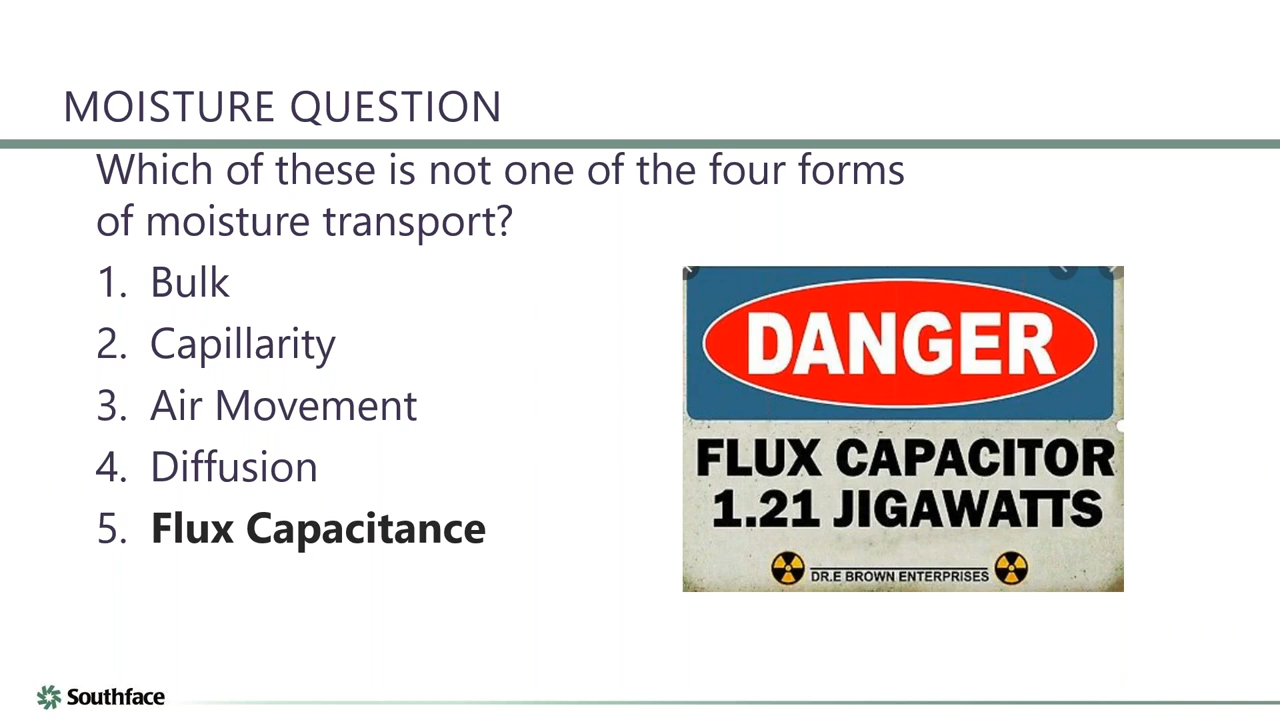 MOISTURE QUESTION
Which of these is not one of the four forms
of moisture transport?
1. Bulk
2. Capillarity
3. Air Movement
4. Diffusion
5. Flux Capacitance
DANGER
FLUX CAPACITOR
1.21 JIGAWATTS
DR.E BROWN ENTERPRISES
Southface